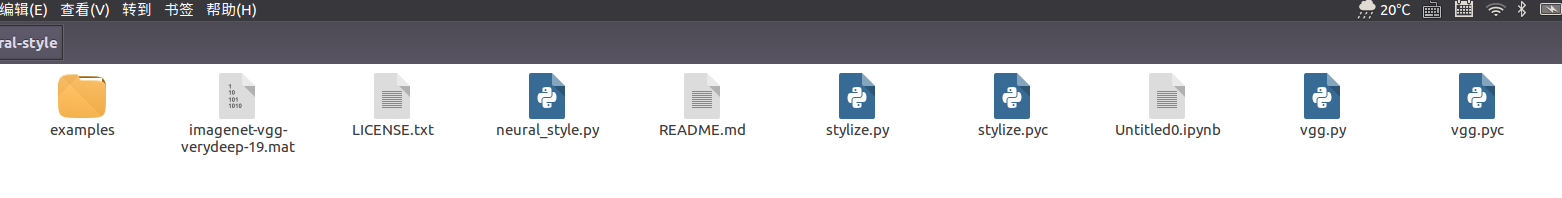 编辑(E) 查看(V) 转到 书签 帮助(H) 20°C
ral-style
examples
imagenet-vgg-
verydeep-19.mat
LICENSE.txt
neural_style.py
README.md
stylize.py
stylize.pyc
Untitled0.ipynb
vgg.py
vgg.pyc
1
10
101
1010